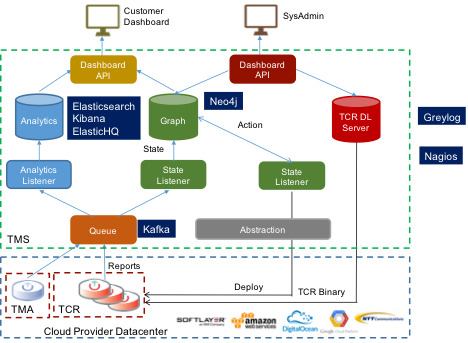 Customer
Dashboard
SysAdmin
Dashboard
API
Dashboard
API
Analytics
Elasticsearch
Kibana
ElasticHQ
Graph
Neo4j
TCR DL
Server
Greylog
Action
State
Nagios
Analytics
Listener
State
Listener
State
Listener
Queue
Kafka
Abstraction
TMS
Reports
Deploy
TCR Binary
TMA
TCR
Cloud Provider Datacenter
SOFTLAYER
an IBM Company
amazon
web services
DigitalOcean
Google Cloud Platform
NTT Communications